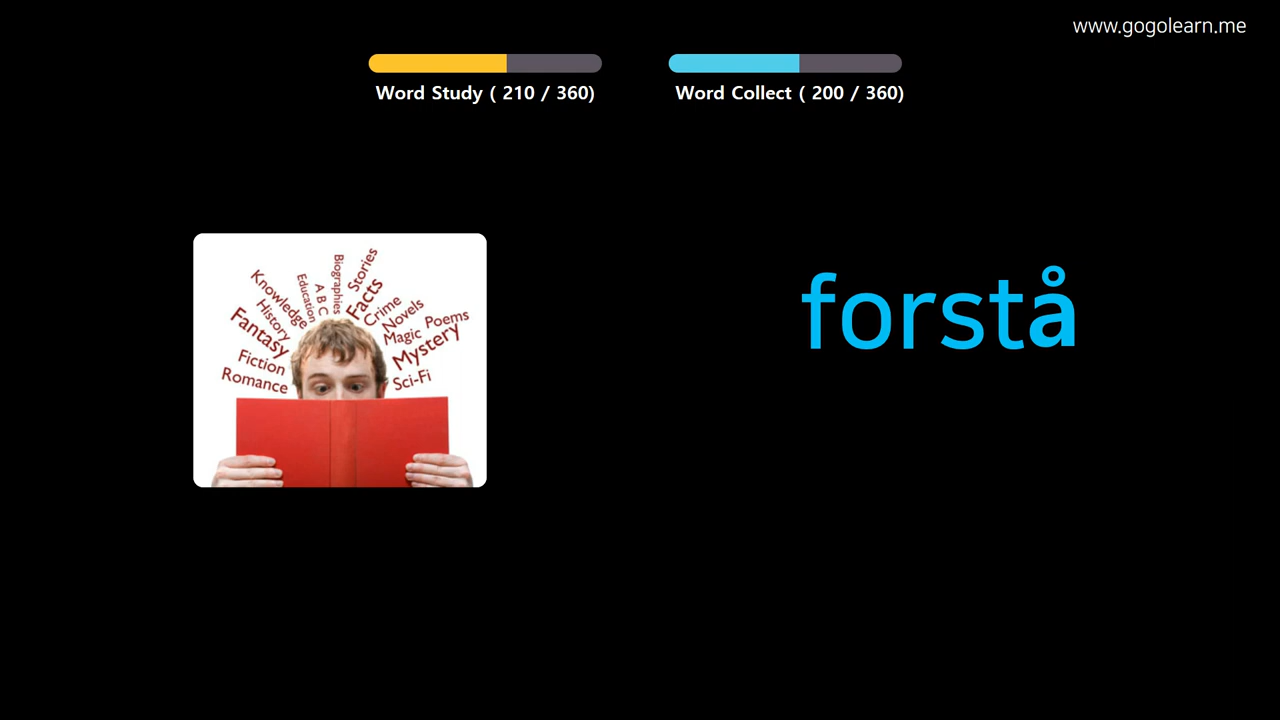 www.gogolearn.me
Word Study ( 210 / 360)
Word Collect ( 200 / 360)
forstå
Knowledge
History
Fantasy
Fiction
Romance
Education
A B C
Biographies
Stories
Facts
Crime
Novels
Magic
Poems
Mystery
Sci-Fi